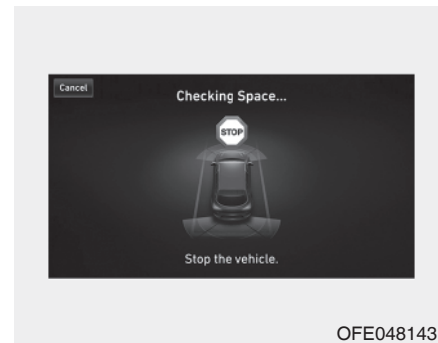 Cancel
Checking Space...
STOP
Stop the vehicle.
OFE048143